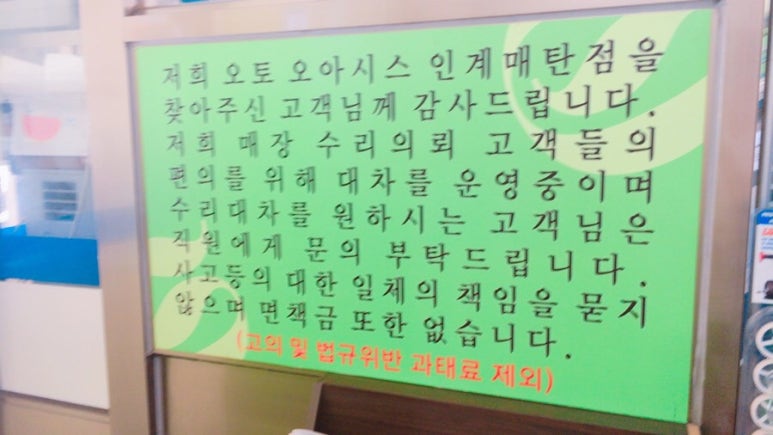 저희 오토 오아시스 인계매탄점을
찾아주신 고객님께 감사드립니다.
저희 매장 수리의뢰 고객들의
편의를 위해 대차를 운영중이며
수리대차를 원하시는 고객님은
직원에게 문의 부탁드립니다.
사고등의 대한 일체의 책임을 묻지
않으며 면책금 또한 없습니다.
(고의 및 법규위반 과태료 제외)